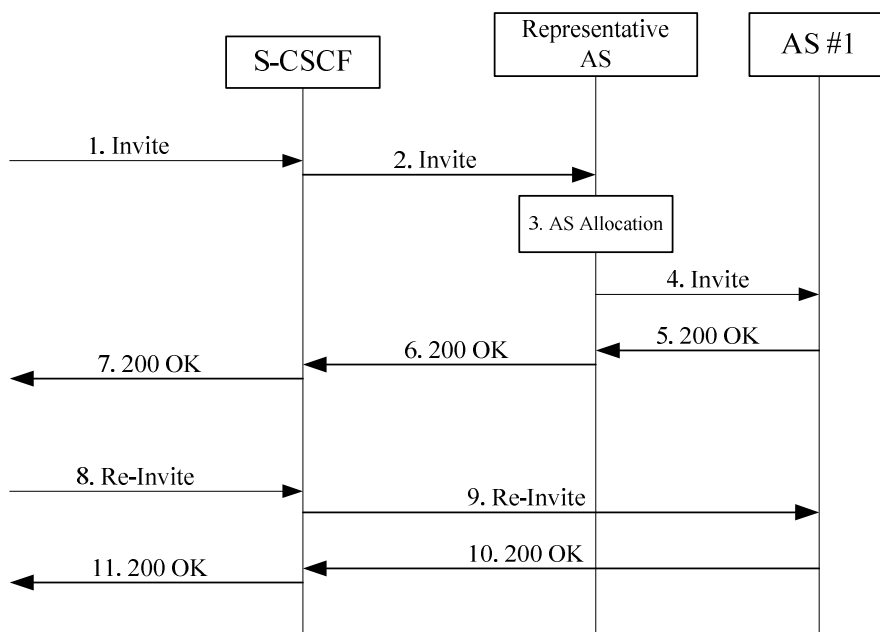 S-CSCF
Representative
AS
AS #1
1. Invite
2. Invite
3. AS Allocation
4. Invite
5. 200 OK
6. 200 OK
7. 200 OK
8. Re-Invite
9. Re-Invite
10. 200 OK
11. 200 OK